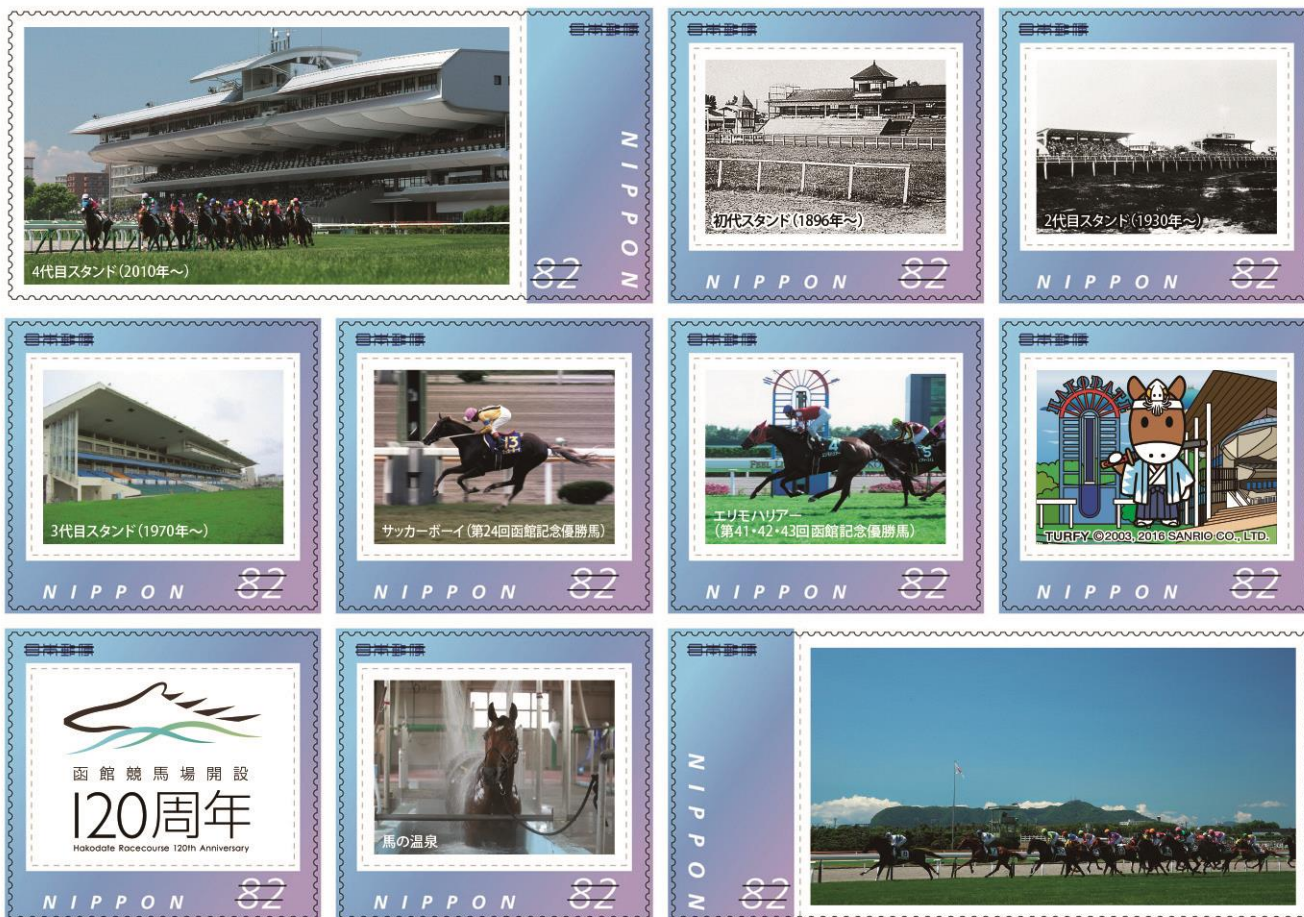 日本郵便
NIPPON
82
4代目スタンド(2010年~)
日本郵便
初代スタンド(1896年~)
NIPPON
82
日本郵便
2代目スタンド(1930年~)
NIPPON
82
日本郵便
3代目スタンド(1970年~)
NIPPON
82
日本郵便
13
サッカーボーイ(第24回函館記念優勝馬)
NIPPON
82
日本郵便
4
5
エリモハリアー
(第41・42・43回函館記念優勝馬)
NIPPON
82
日本郵便
HAKODATE
TURFY ©2003, 2016 SANRIO CO., LTD.
NIPPON
82
日本郵便
函館競馬場開設
120周年
Hakodate Racecourse 120th Anniversary
NIPPON
82
日本郵便
馬の温泉
NIPPON
82
日本郵便
NIPPON
82